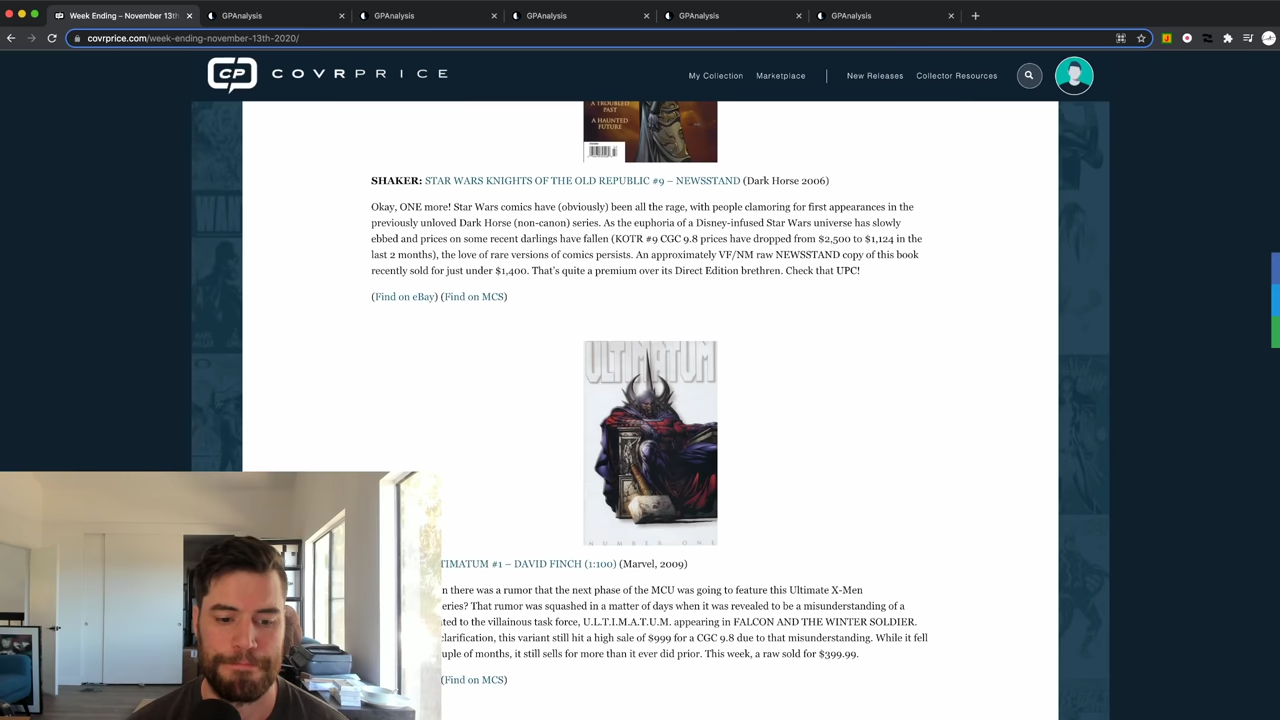 Week Ending – November 13th
GPAnalysis
GPAnalysis
GPAnalysis
GPAnalysis
GPAnalysis
covrprice.com/week-ending-november-13th-2020/
CP COVRPRICE
My Collection
Marketplace
New Releases
Collector Resources
A TROUBLED
PAST
A HAUNTED
FUTURE
SHAKER: STAR WARS KNIGHTS OF THE OLD REPUBLIC #9 – NEWSSTAND (Dark Horse 2006)
Okay, ONE more! Star Wars comics have (obviously) been all the rage, with people clamoring for first appearances in the
previously unloved Dark Horse (non-canon) series. As the euphoria of a Disney-infused Star Wars universe has slowly
ebbed and prices on some recent darlings have fallen (KOTR #9 CGC 9.8 prices have dropped from $2,500 to $1,124 in the
last 2 months), the love of rare versions of comics persists. An approximately VF/NM raw NEWSSTAND copy of this book
recently sold for just under $1,400. That's quite a premium over its Direct Edition brethren. Check that UPC!
(Find on eBay) (Find on MCS)
ULTIMATUM
NUMBER ONE
TIMATUM #1 – DAVID FINCH (1:100) (Marvel, 2009)
n there was a rumor that the next phase of the MCU was going to feature this Ultimate X-Men
eries? That rumor was squashed in a matter of days when it was revealed to be a misunderstanding of a
ated to the villainous task force, U.L.T.I.M.A.T.U.M. appearing in FALCON AND THE WINTER SOLDIER.
clarification, this variant still hit a high sale of $999 for a CGC 9.8 due to that misunderstanding. While it fell
uple of months, it still sells for more than it ever did prior. This week, a raw sold for $399.99.
(Find on MCS)